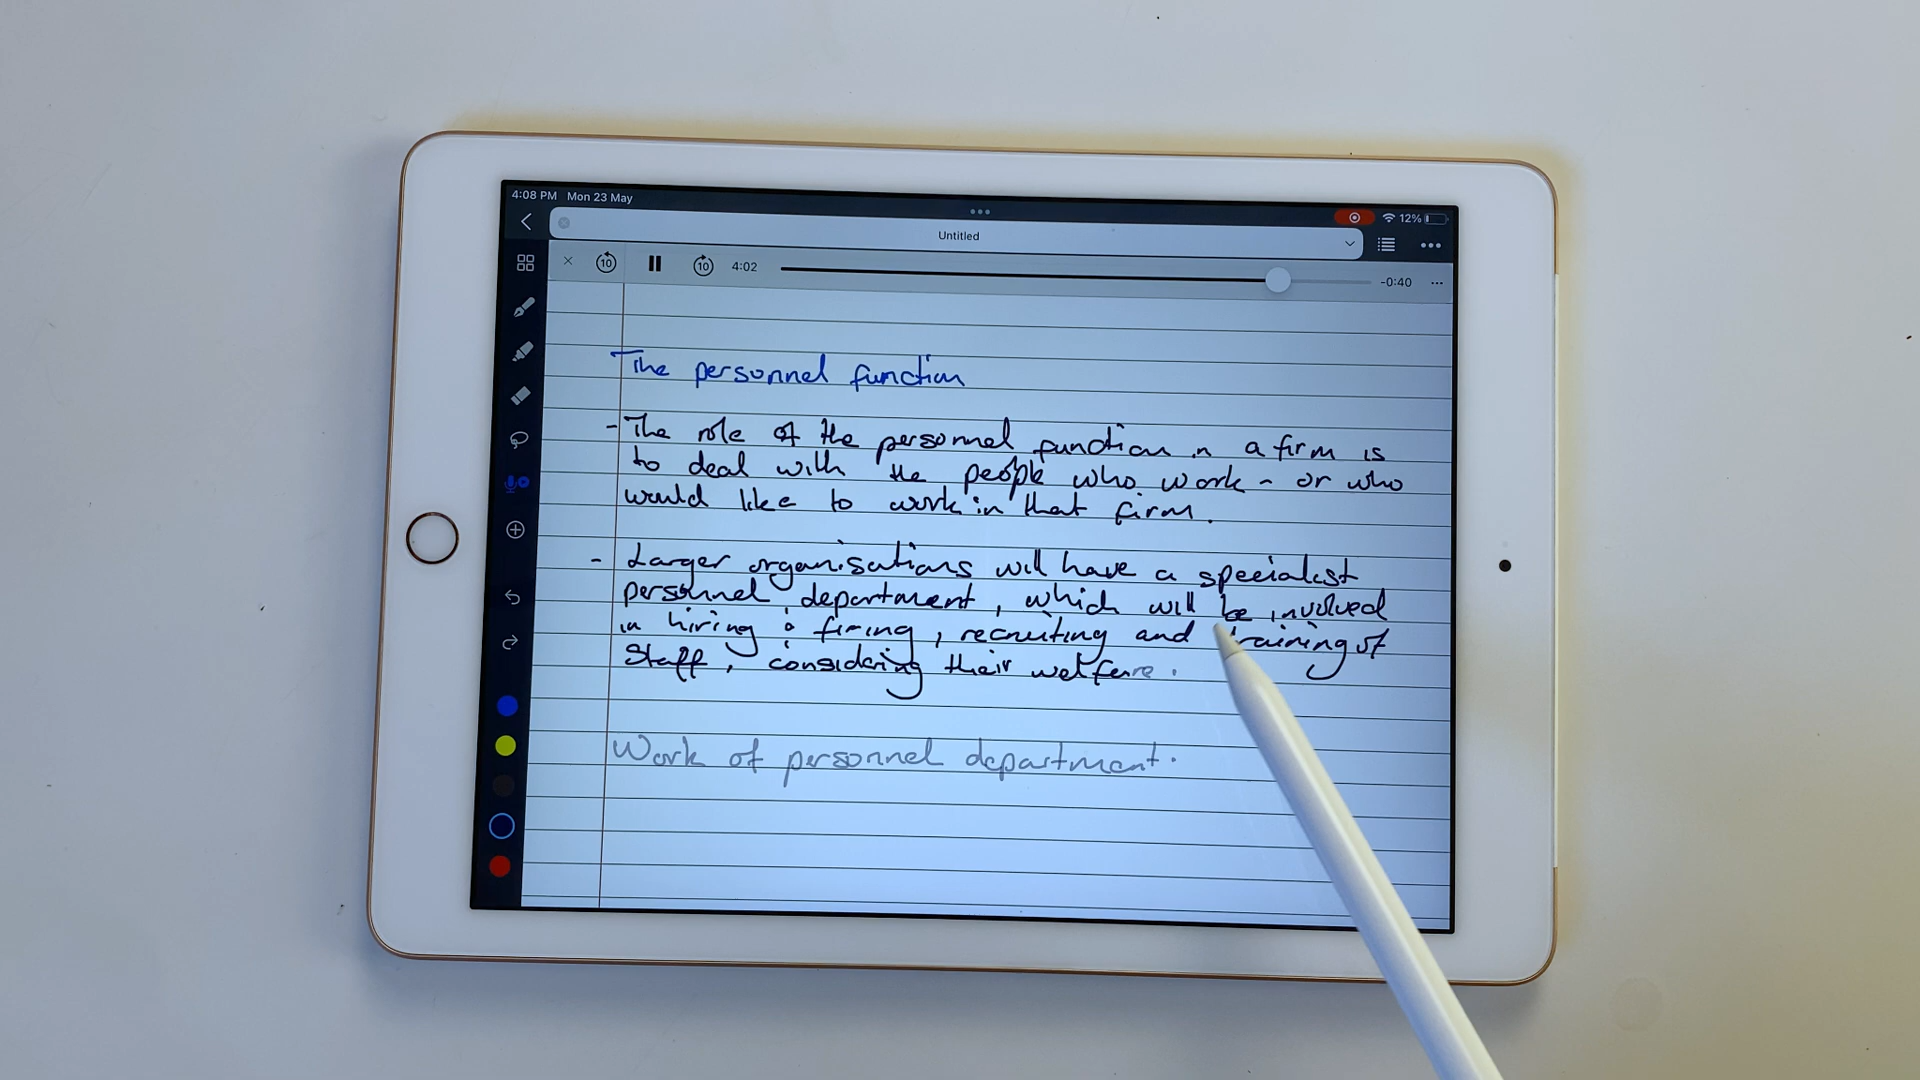 4:08 PM Mon 23 May
12%
Untitled
10 10 4:02 -0:40
The personnel function
- The role of the personnel function in a firm is
to deal with the people who work - or who
would like to work in that firm.
- Larger organisations will have a specialist
personnel department, which will be involved
in hiring & firing, recruiting and training of
staff, considering their welfare.
Work of personnel department.